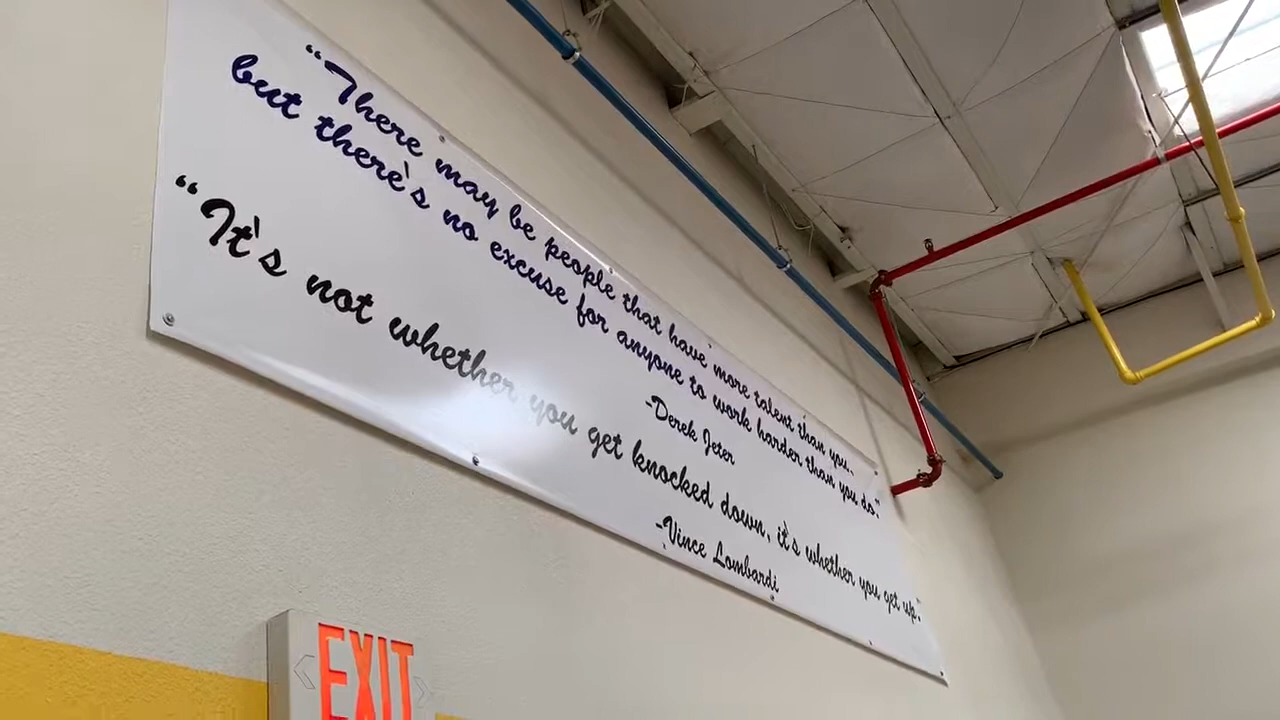 “There may be people that have more talent than you..
but there's no excuse for anyone to work harder than you do."
-Derek Jeter
“It's not whether you get knocked down, it's whether you get up."
-Vince Lombardi
EXIT